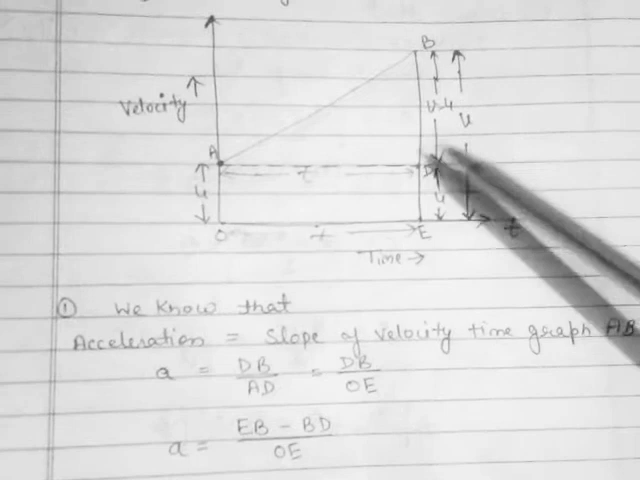 B
Velocity ↑
v-u
v
A
t
D
u
u
O
t
E
t
Time →
① We know that
Acceleration = Slope of velocity time graph AB
a = DB/AD = DB/OE
a = EB - BD/OE